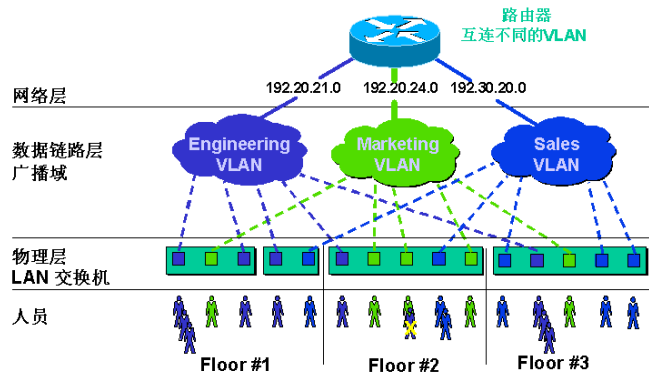 路由器
互连不同的VLAN
192.20.21.0
192.20.24.0
192.30.20.0
网络层
Engineering
VLAN
Marketing
VLAN
Sales
VLAN
数据链路层
广播域
物理层
LAN 交换机
人员
Floor #1
Floor #2
Floor #3